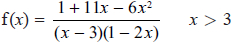 f(x) = (1 + 11x − 6x²) / ((x − 3)(1 − 2x))    x > 3